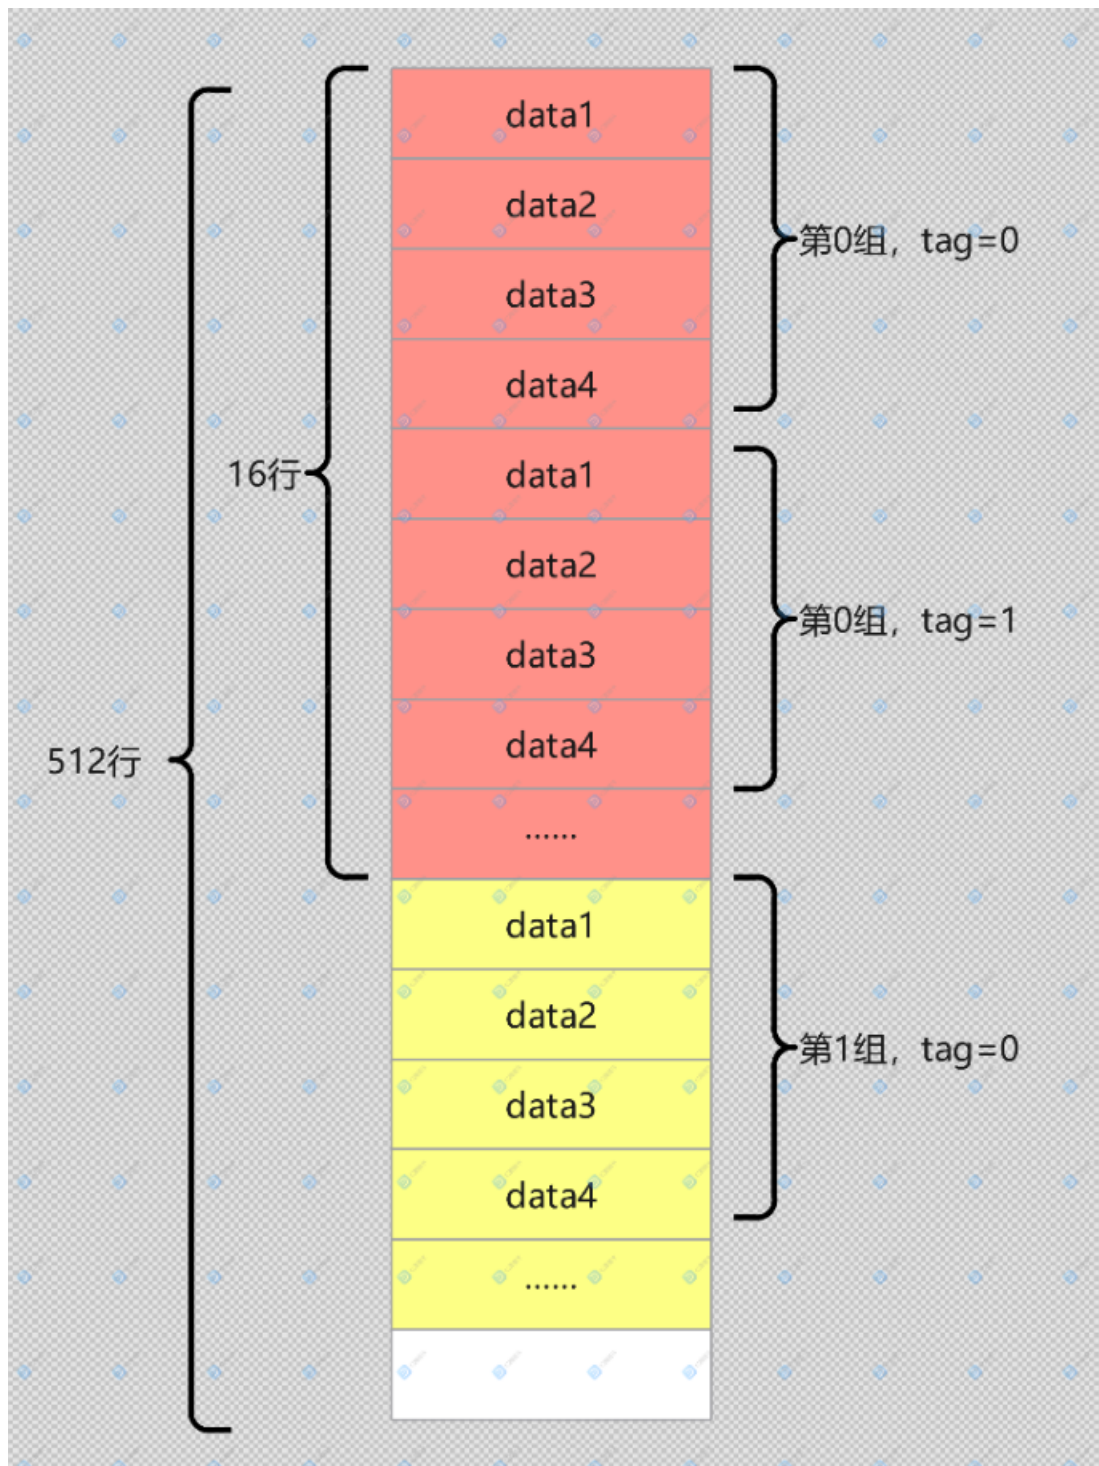 data1
data2
第0组，tag=0
data3
data4
16行
data1
data2
第0组，tag=1
data3
data4
512行
……
data1
data2
第1组，tag=0
data3
data4
……